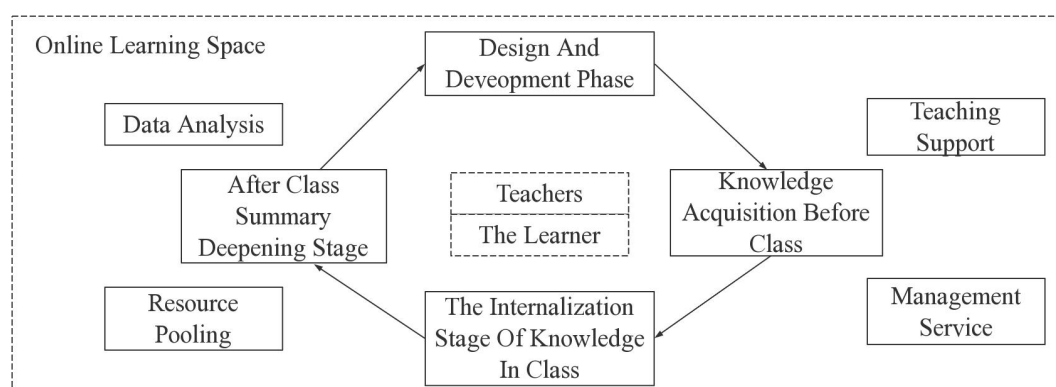 Online Learning Space
Design And
Deveopment Phase
Data Analysis
Teaching
Support
After Class
Summary
Deepening Stage
Teachers
The Learner
Knowledge
Acquisition Before
Class
Resource
Pooling
The Internalization
Stage Of Knowledge
In Class
Management
Service